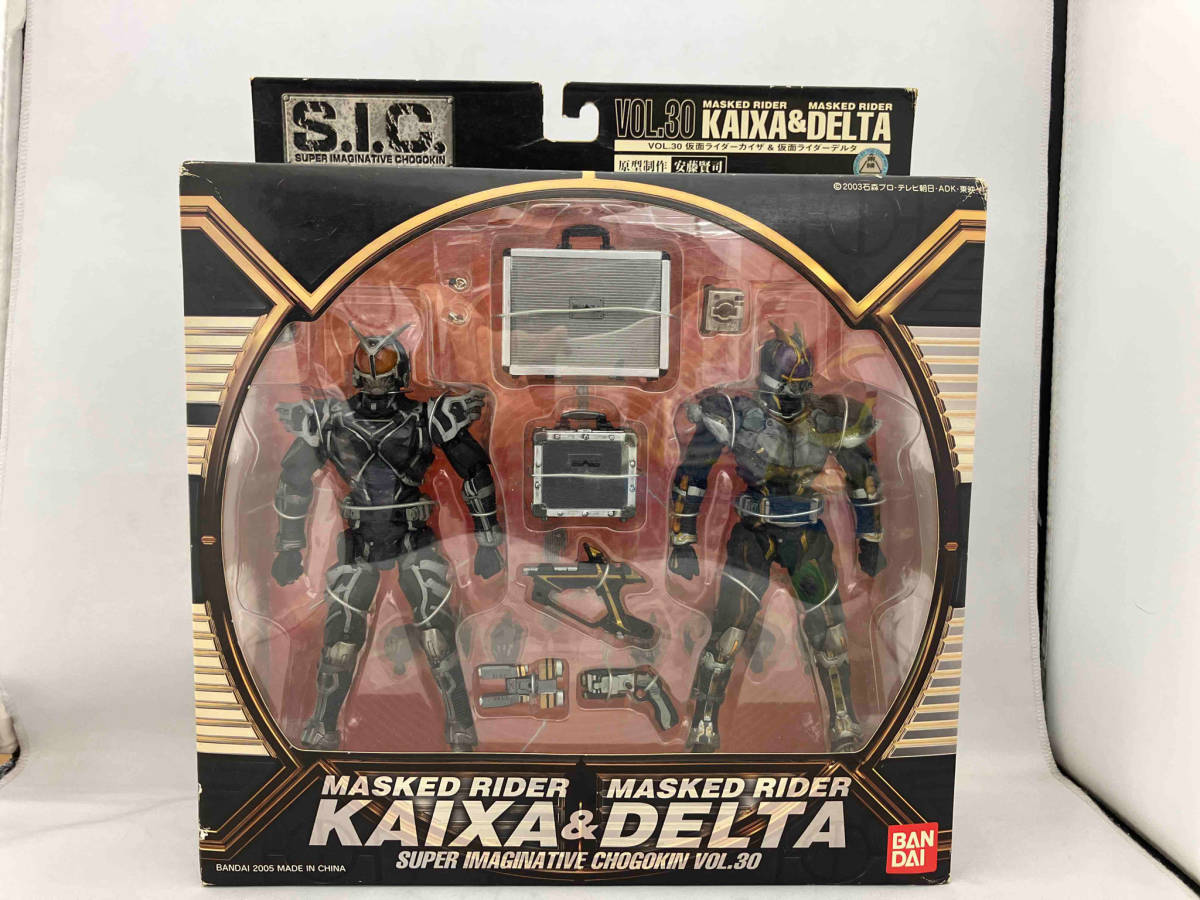 S.I.C.
SUPER IMAGINATIVE CHOGOKIN
VOL.30
MASKED RIDER
KAIXA&
MASKED RIDER
DELTA
VOL.30 仮面ライダーカイザ & 仮面ライダーデルタ
原型制作 安藤賢司
©2003石森プロ・テレビ朝日・ADK・東映
MASKED RIDER
KAIXA
&
MASKED RIDER
DELTA
SUPER IMAGINATIVE CHOGOKIN VOL.30
BANDAI 2005 MADE IN CHINA
BAN
DAI